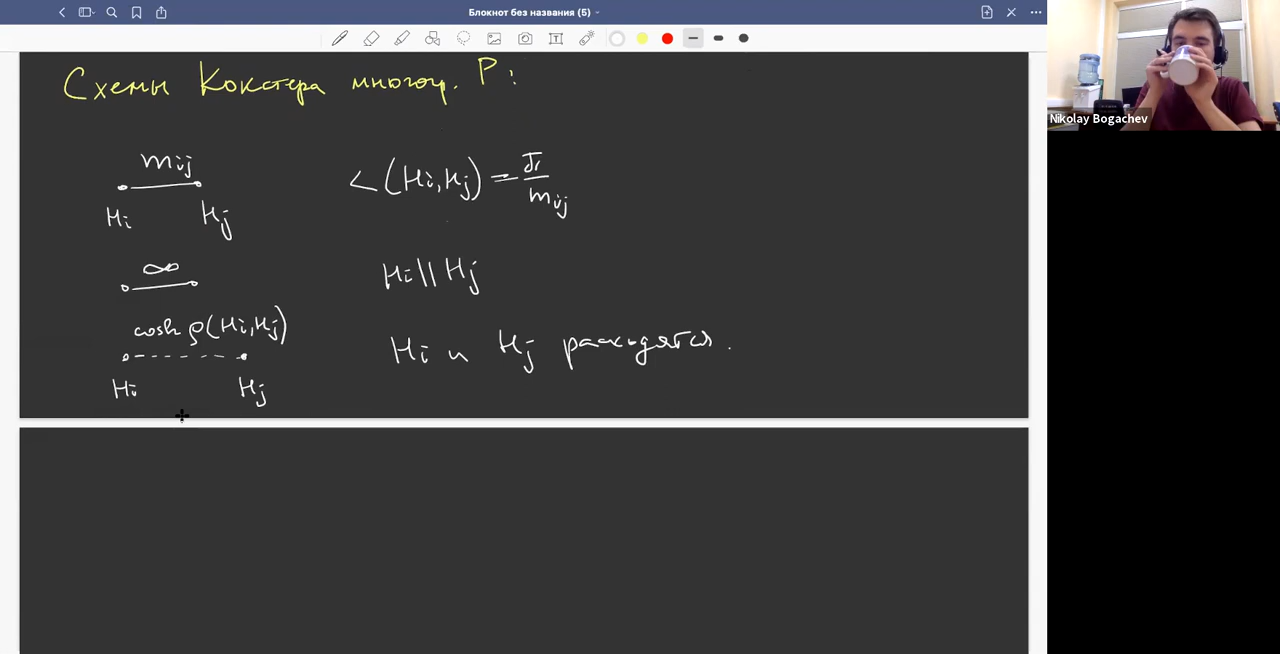 Блокнот без названия (5)
Схемы Кокстера многогр. P:
mij
Hi Hj
∠(Hi, Hj) = π/mij
∞
Hi || Hj
cosh ρ(Hi, Hj)
Hi Hj
Hi и Hj расходятся.
Nikolay Bogachev